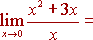 lim x→0 x² + 3x / x =